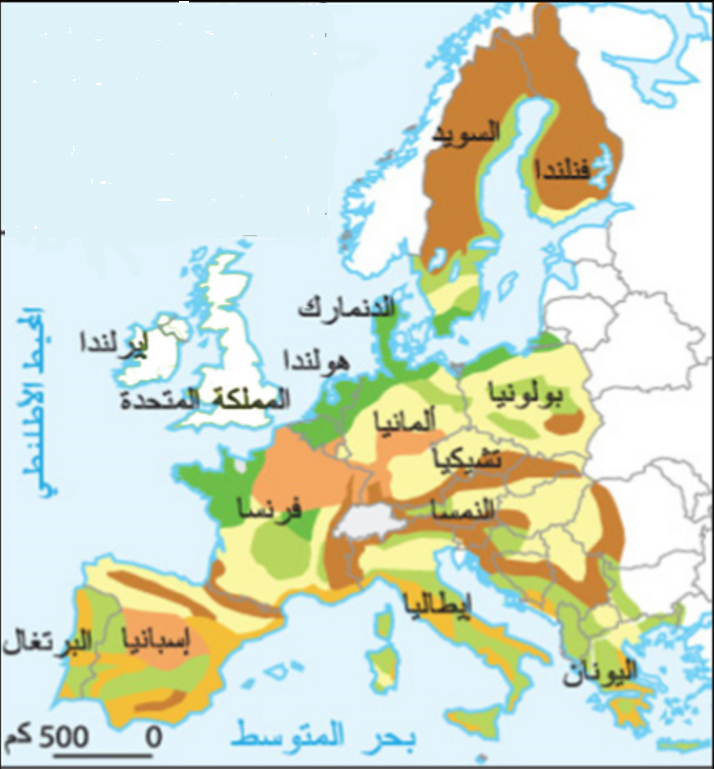 السويد
فنلندا
الدنمارك
إيرلندا
هولندا
المملكة المتحدة
بولونيا
ألمانيا
تشيكيا
المحيط الأطلنطي
فرنسا
النمسا
إيطاليا
البرتغال
إسبانيا
اليونان
بحر المتوسط
0 500 كم